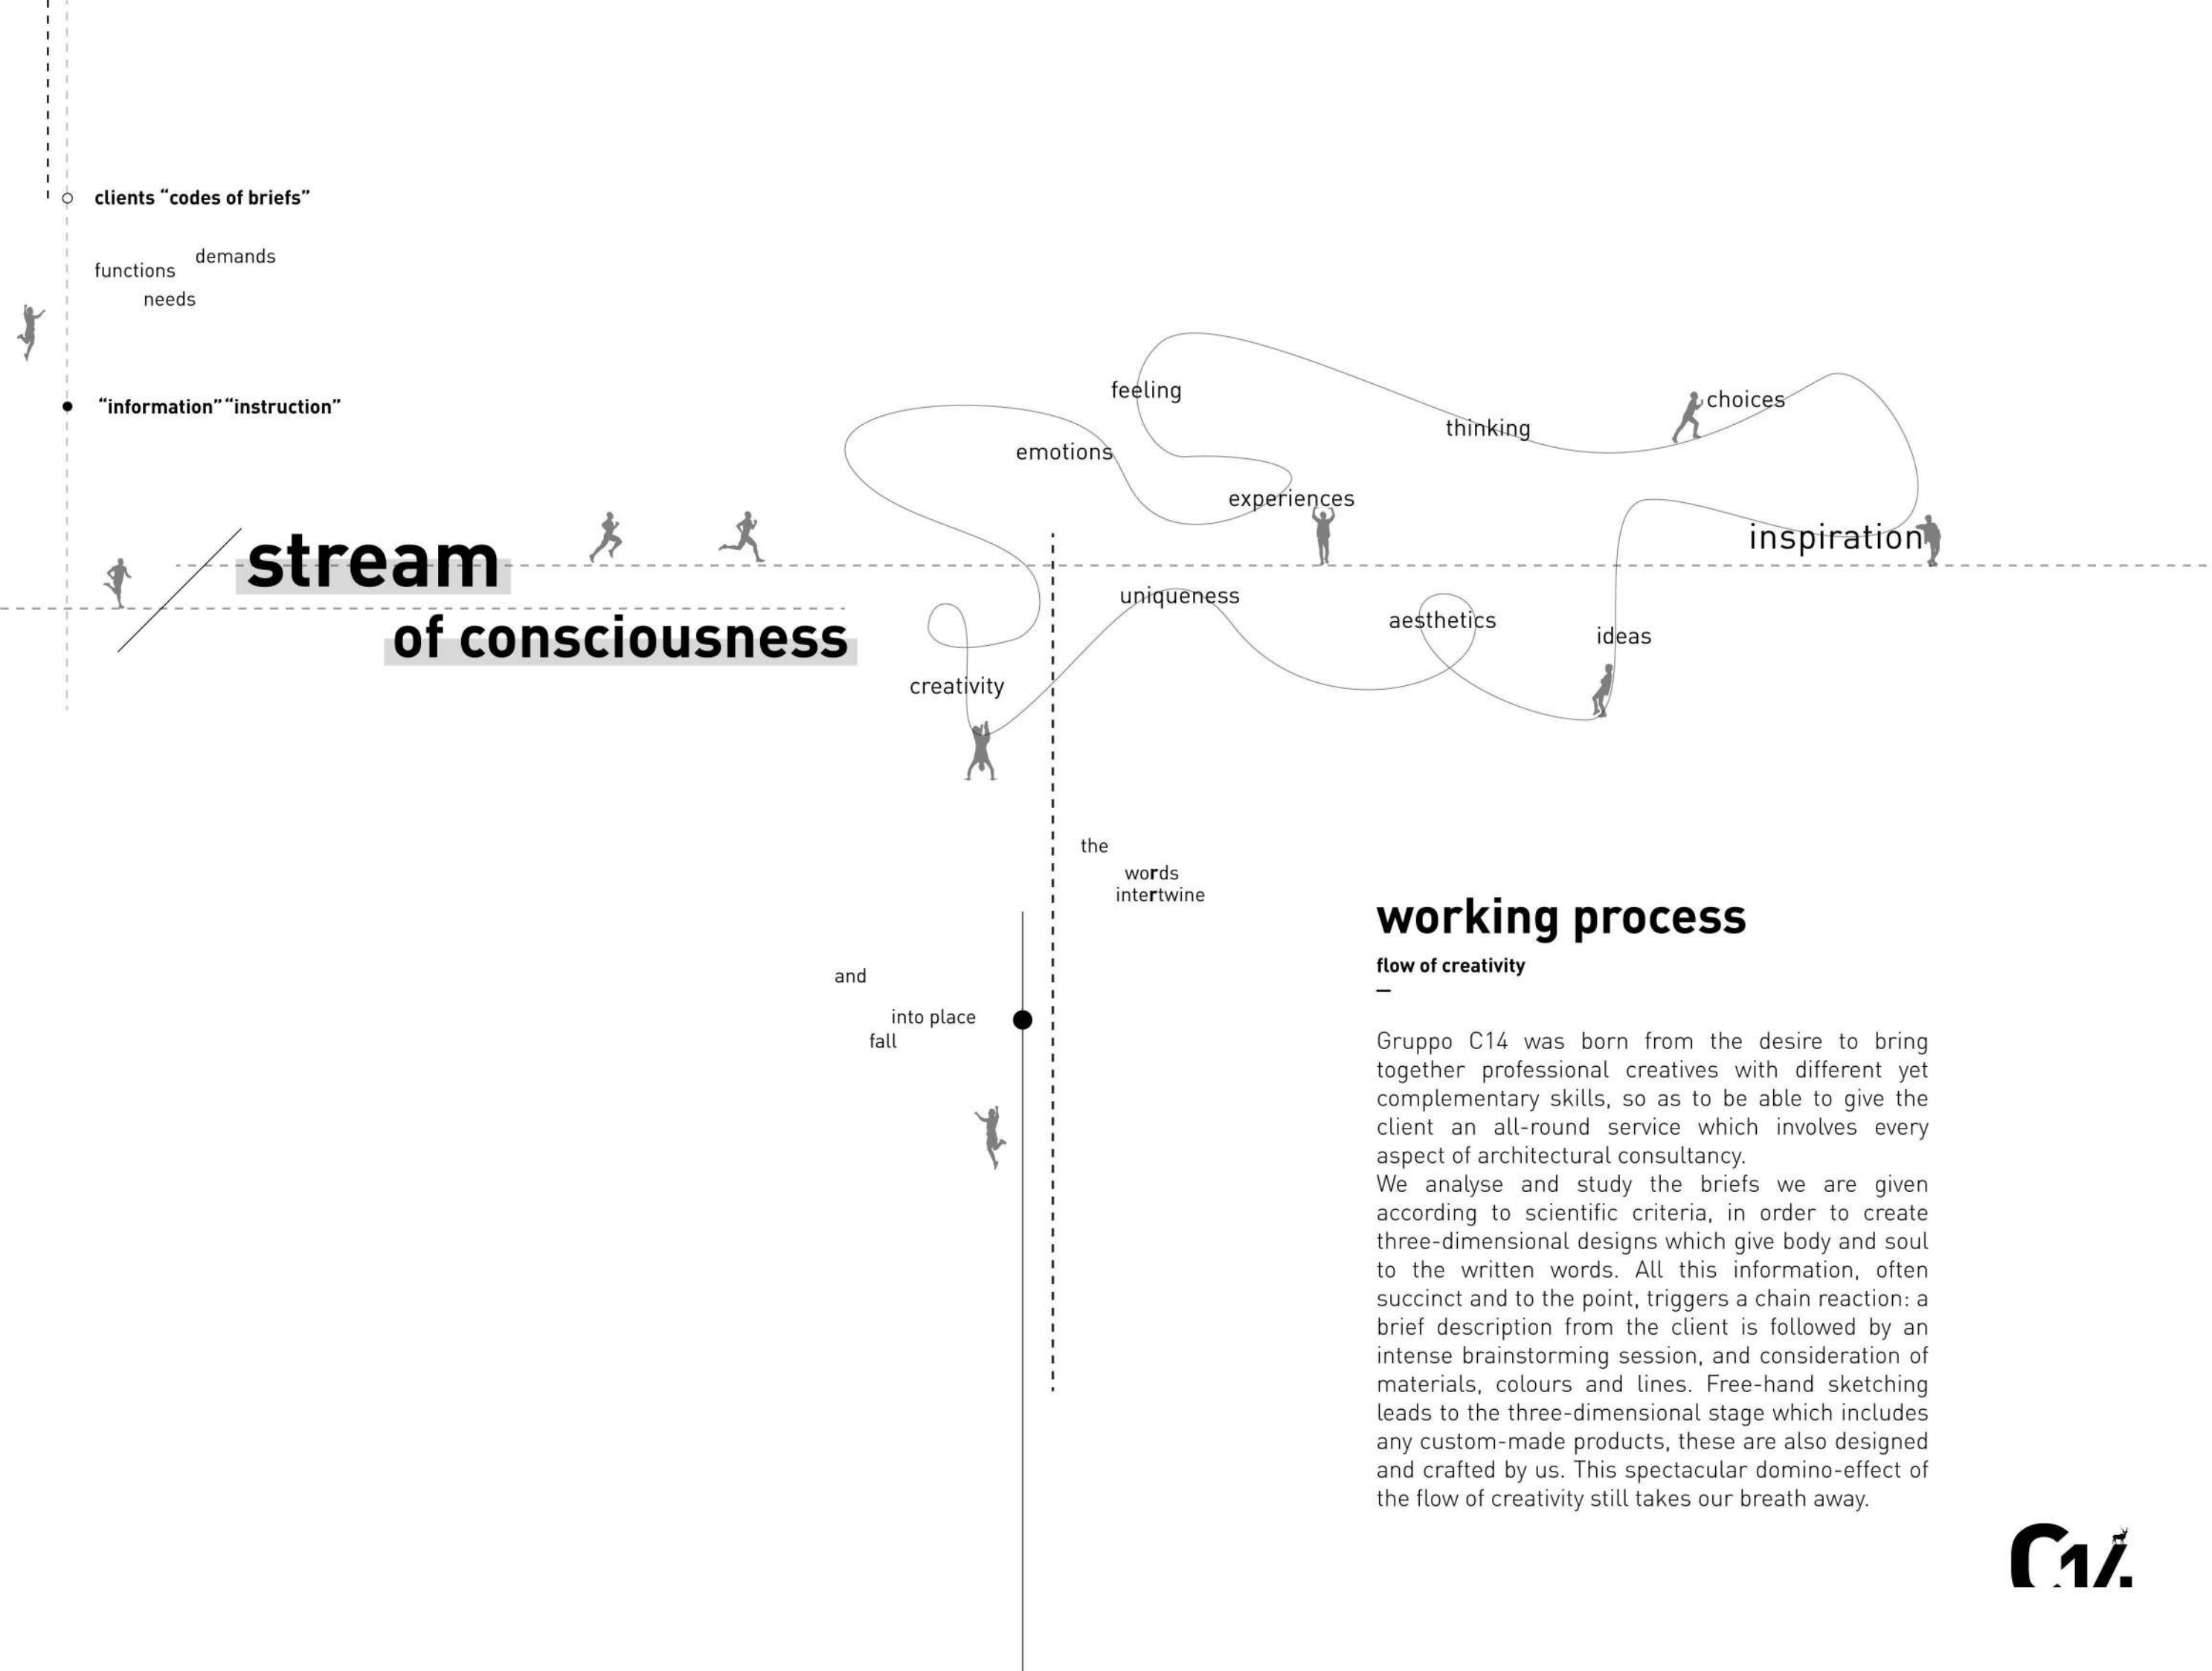 clients “codes of briefs”
demands
functions
needs
“information”“instruction”
feeling
choices
thinking
emotions
experiences
inspiration
stream
of consciousness
uniqueness
aesthetics
ideas
creativity
the
words
intertwine
and
into place
fall
working process
flow of creativity
Gruppo C14 was born from the desire to bring
together professional creatives with different yet
complementary skills, so as to be able to give the
client an all-round service which involves every
aspect of architectural consultancy.
We analyse and study the briefs we are given
according to scientific criteria, in order to create
three-dimensional designs which give body and soul
to the written words. All this information, often
succinct and to the point, triggers a chain reaction: a
brief description from the client is followed by an
intense brainstorming session, and consideration of
materials, colours and lines. Free-hand sketching
leads to the three-dimensional stage which includes
any custom-made products, these are also designed
and crafted by us. This spectacular domino-effect of
the flow of creativity still takes our breath away.
C14